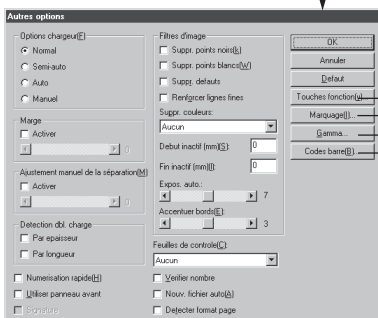 Autres options
Options chargeur(F)
Normal
Semi-auto
Auto
Manuel
Marge
Activer
0
Ajustement manuel de la séparation(M)
Activer
0
Detection dbl. charge
Par epaisseur
Par longueur
Numerisation rapide(H)
Utiliser panneau avant
Signature
Filtres d'image
Suppr. points noirs(k)
Suppr. points blancs(W)
Suppr. defauts
Renforcer lignes fines
Suppr. couleurs:
Aucun
Debut inactif (mm)(S):
0
Fin inactif (mm)(I):
0
Expos. auto.:
7
Accentuer bords(E):
3
Feuilles de controle(C):
Aucun
Verifier nombre
Nouv. fichier auto(A)
Detecter format page
OK
Annuler
Defaut
Touches fonction(u)...
Marquage(I)...
Gamma...
Codes barre(B)...